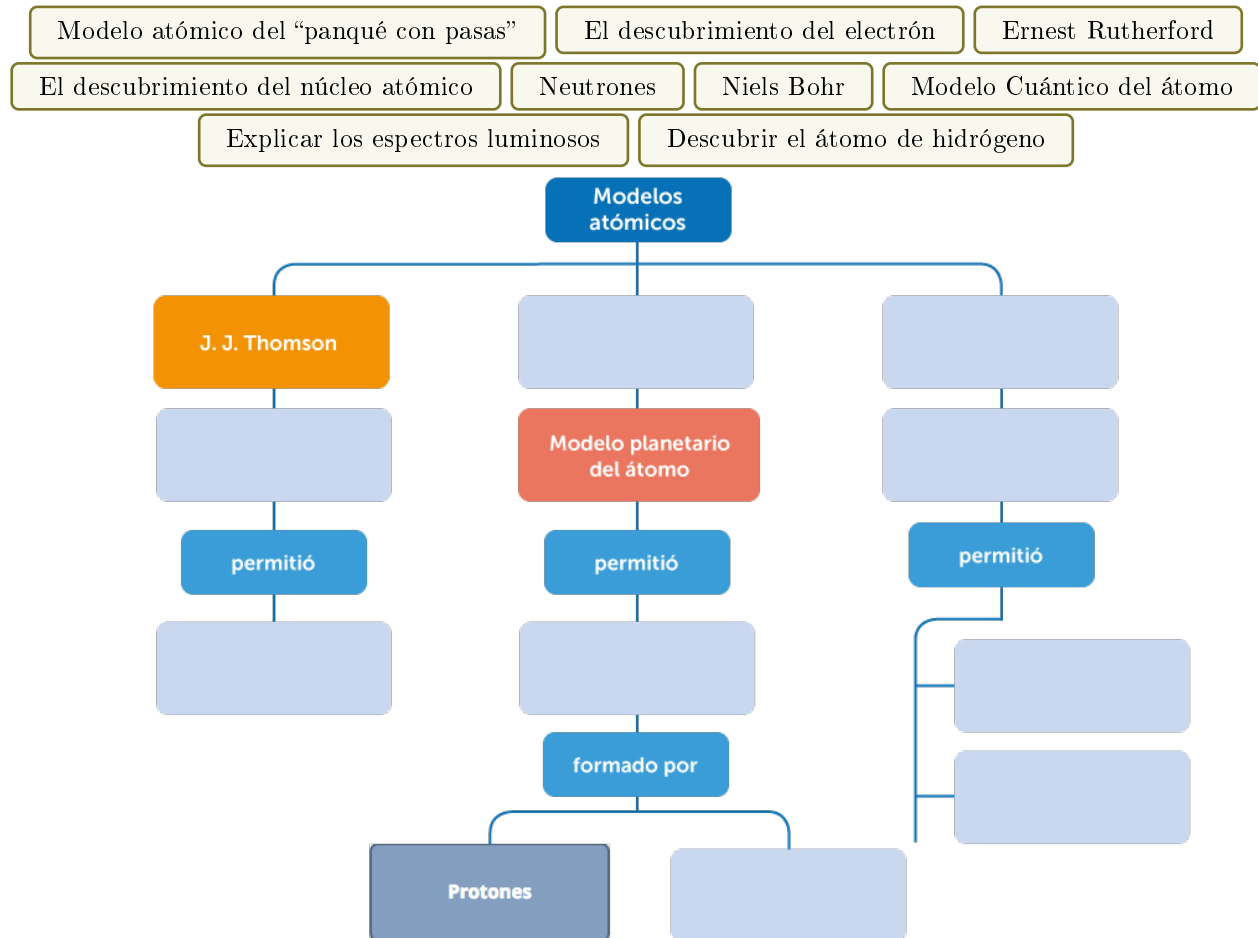 Modelo atómico del “panqué con pasas” El descubrimiento del electrón Ernest Rutherford
El descubrimiento del núcleo atómico Neutrones Niels Bohr Modelo Cuántico del átomo
Explicar los espectros luminosos Descubrir el átomo de hidrógeno
Modelos
atómicos
J. J. Thomson
Modelo planetario
del átomo
permitió permitió permitió
formado por
Protones